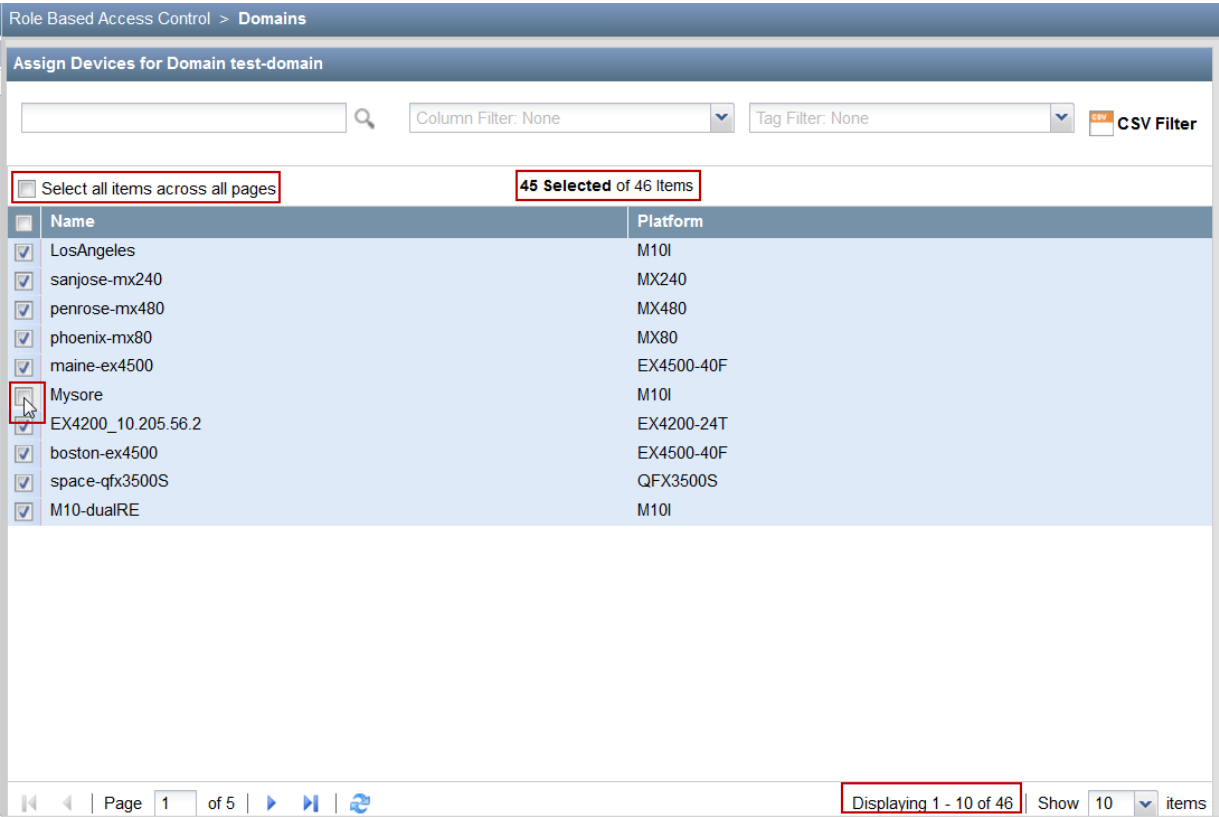 Role Based Access Control > Domains
Assign Devices for Domain test-domain
Column Filter: None Tag Filter: None CSV CSV Filter
Select all items across all pages 45 Selected of 46 Items
Name Platform
LosAngeles M10I
sanjose-mx240 MX240
penrose-mx480 MX480
phoenix-mx80 MX80
maine-ex4500 EX4500-40F
Mysore M10I
EX4200_10.205.56.2 EX4200-24T
boston-ex4500 EX4500-40F
space-qfx3500S QFX3500S
M10-dualRE M10I
Page 1 of 5 Displaying 1 - 10 of 46 Show 10 items